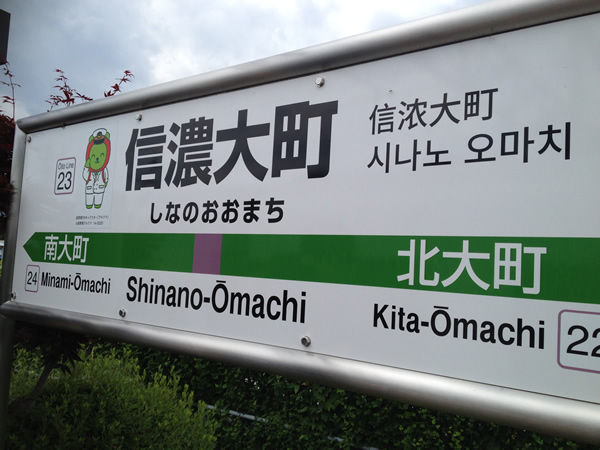 Ōito Line
23
信濃大町
信浓大町
시나노 오마치
しなのおおまち
南大町
北大町
24
Minami-Ōmachi
Shinano-Ōmachi
Kita-Ōmachi
22